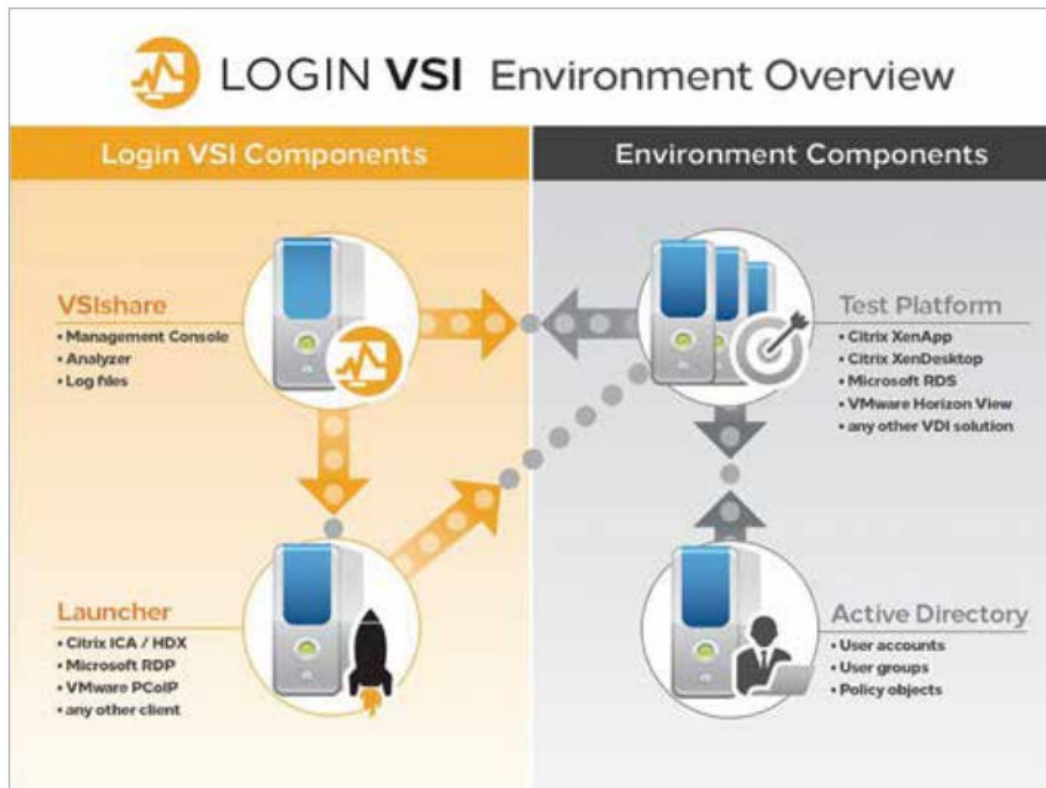 LOGIN VSI Environment Overview
Login VSI Components
Environment Components
VSIshare
• Management Console
• Analyzer
• Log files
Test Platform
• Citrix XenApp
• Citrix XenDesktop
• Microsoft RDS
• VMware Horizon View
• any other VDI solution
Launcher
• Citrix ICA / HDX
• Microsoft RDP
• VMware PCoIP
• any other client
Active Directory
• User accounts
• User groups
• Policy objects